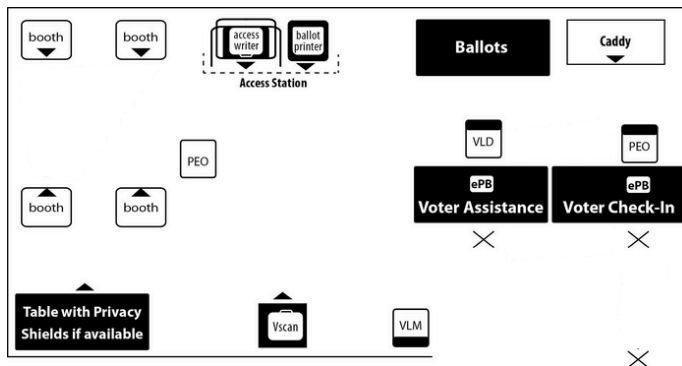 booth
booth
access
writer
ballot
printer
Access Station
Ballots
Caddy
PEO
VLD
PEO
ePB
Voter Assistance
ePB
Voter Check-In
booth
booth
Table with Privacy
Shields if available
Vscan
VLM